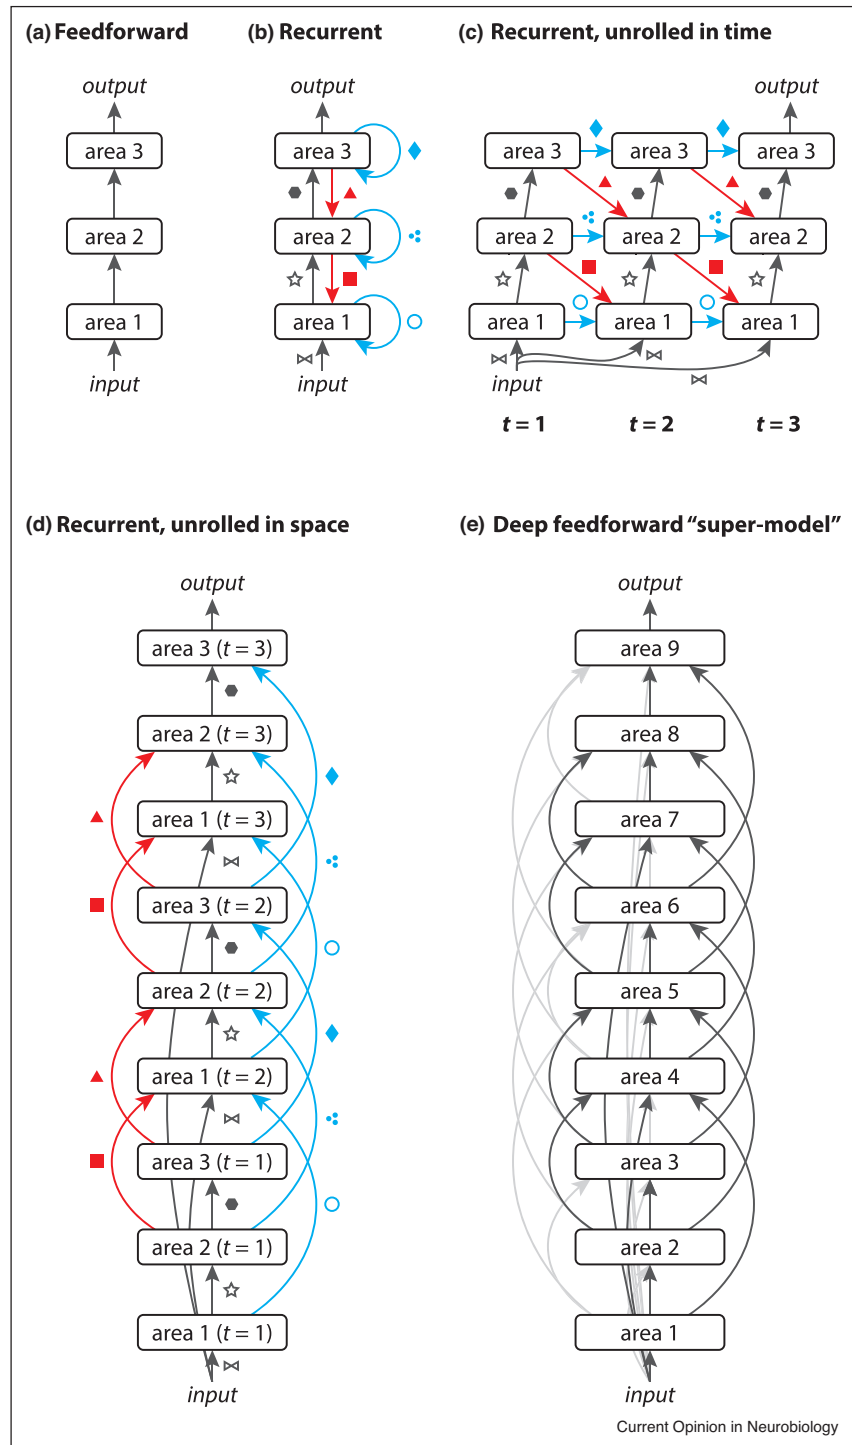 (a) Feedforward
output
area 3
area 2
area 1
input
(b) Recurrent
output
area 3
area 2
area 1
input
(c) Recurrent, unrolled in time
output
area 3 area 3 area 3
area 2 area 2 area 2
area 1 area 1 area 1
input
t = 1 t = 2 t = 3
(d) Recurrent, unrolled in space
output
area 3 (t = 3)
area 2 (t = 3)
area 1 (t = 3)
area 3 (t = 2)
area 2 (t = 2)
area 1 (t = 2)
area 3 (t = 1)
area 2 (t = 1)
area 1 (t = 1)
input
(e) Deep feedforward “super-model”
output
area 9
area 8
area 7
area 6
area 5
area 4
area 3
area 2
area 1
input
Current Opinion in Neurobiology